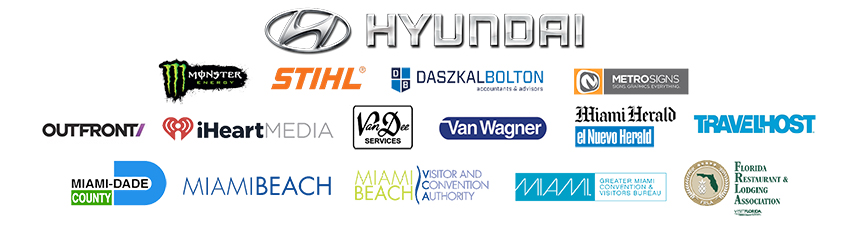 HYUNDAI
MONSTER
ENERGY
STIHL®
D B DASZKALBOLTON
accountants & advisors
METROSIGNS
SIGNS. GRAPHICS. EVERYTHING.
OUTFRONT/
iHeartMEDIA
Van Dee
SERVICES
Van Wagner
Miami Herald
el Nuevo Herald
TRAVELHOST
MIAMI-DADE
COUNTY
MIAMIBEACH
MIAMI
BEACH
VISITOR AND
CONVENTION
AUTHORITY
MIAMI
GREATER MIAMI
CONVENTION &
VISITORS BUREAU
FLORIDA
RESTAURANT &
LODGING
ASSOCIATION